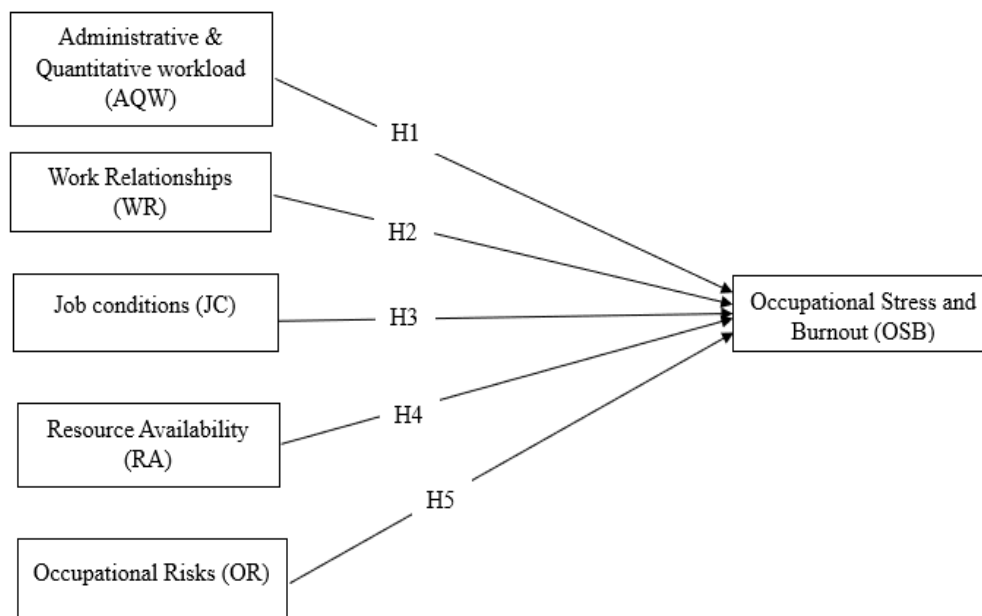 Administrative &
Quantitative workload
(AQW)
H1
Work Relationships
(WR)
H2
Job conditions (JC)
H3
Occupational Stress and
Burnout (OSB)
Resource Availability
(RA)
H4
H5
Occupational Risks (OR)